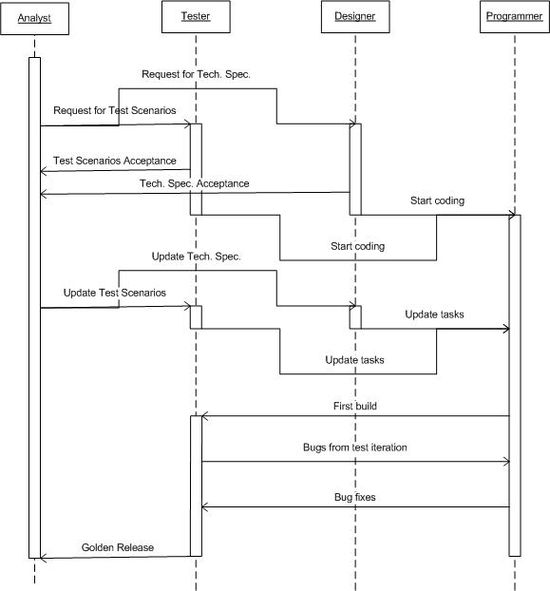 Analyst
Tester
Designer
Programmer
Request for Tech. Spec.
Request for Test Scenarios
Test Scenarios Acceptance
Tech. Spec. Acceptance
Start coding
Start coding
Update Tech. Spec.
Update Test Scenarios
Update tasks
Update tasks
First build
Bugs from test iteration
Bug fixes
Golden Release